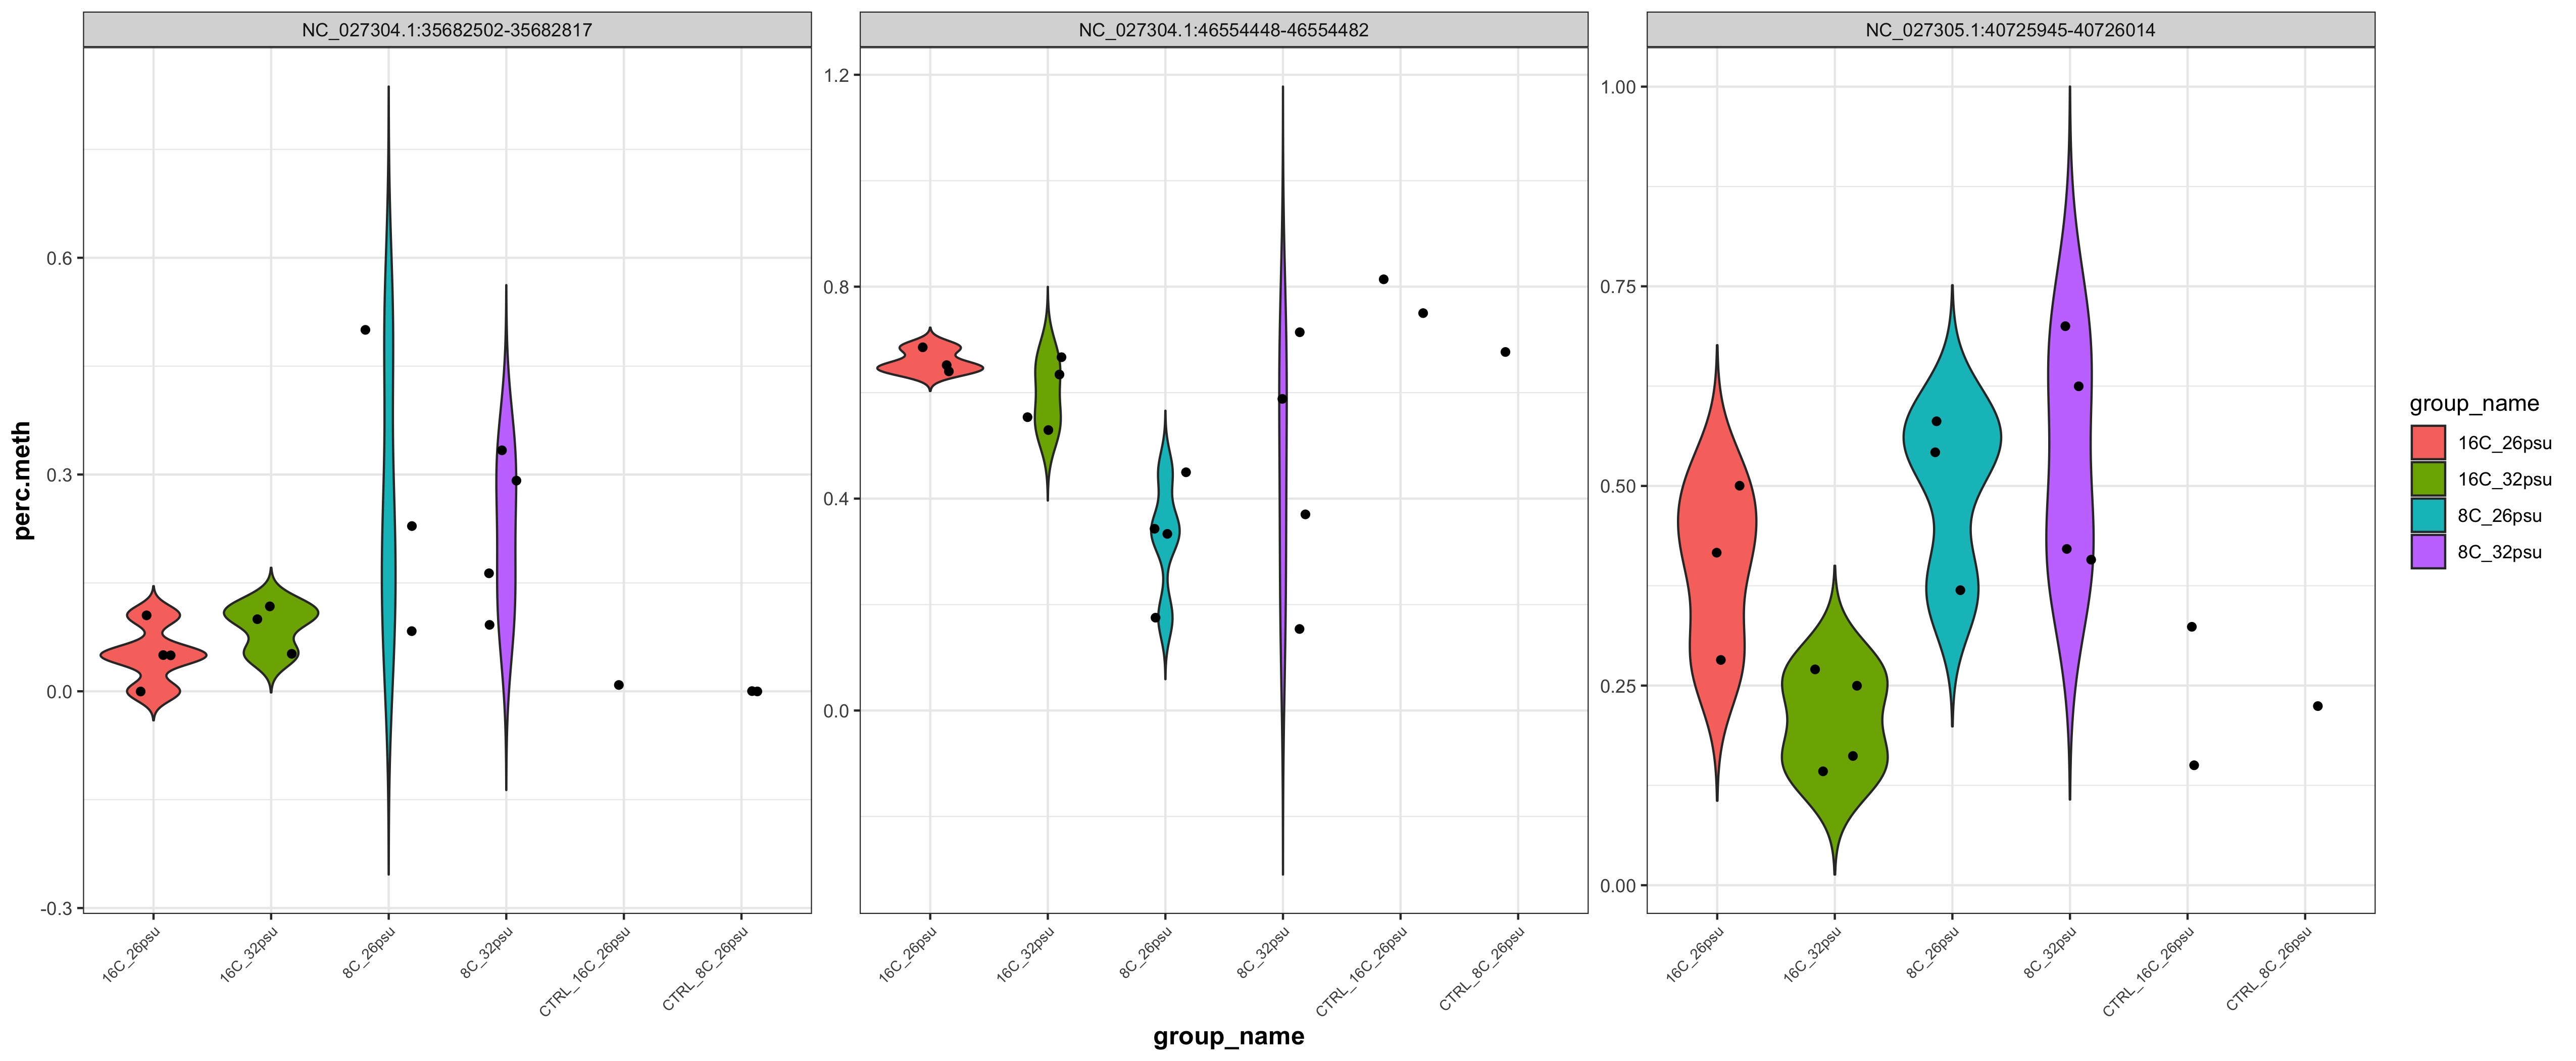 NC_027304.1:35682502-35682817
NC_027304.1:46554448-46554482
NC_027305.1:40725945-40726014
perc.meth
0.6
0.3
0.0
-0.3
1.2
0.8
0.4
0.0
1.00
0.75
0.50
0.25
0.00
16C_26psu
16C_32psu
8C_26psu
8C_32psu
CTRL_16C_26psu
CTRL_8C_26psu
16C_26psu
16C_32psu
8C_26psu
8C_32psu
CTRL_16C_26psu
CTRL_8C_26psu
16C_26psu
16C_32psu
8C_26psu
8C_32psu
CTRL_16C_26psu
CTRL_8C_26psu
group_name
group_name
16C_26psu
16C_32psu
8C_26psu
8C_32psu